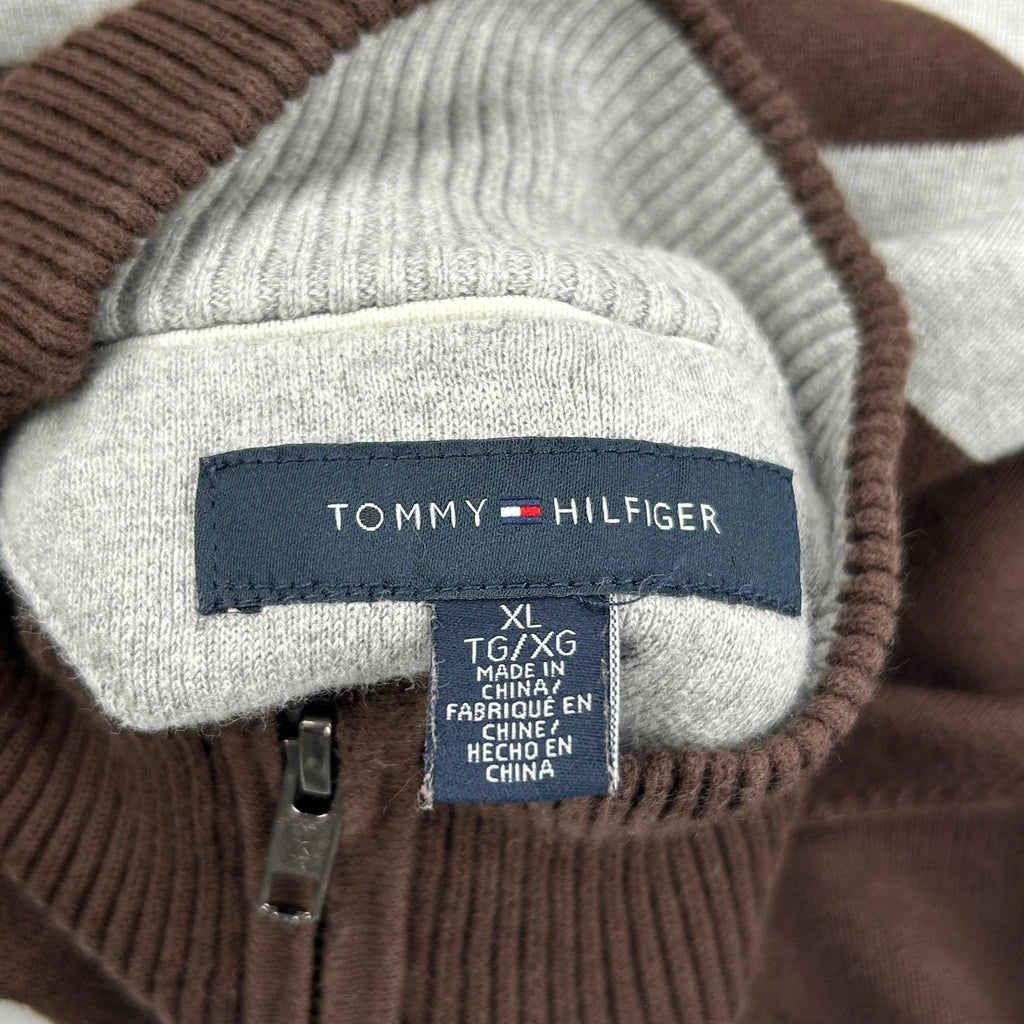 TOMMY HILFIGER
XL
TG/XG
MADE IN
CHINA/
FABRIQUÉ EN
CHINE/
HECHO EN
CHINA